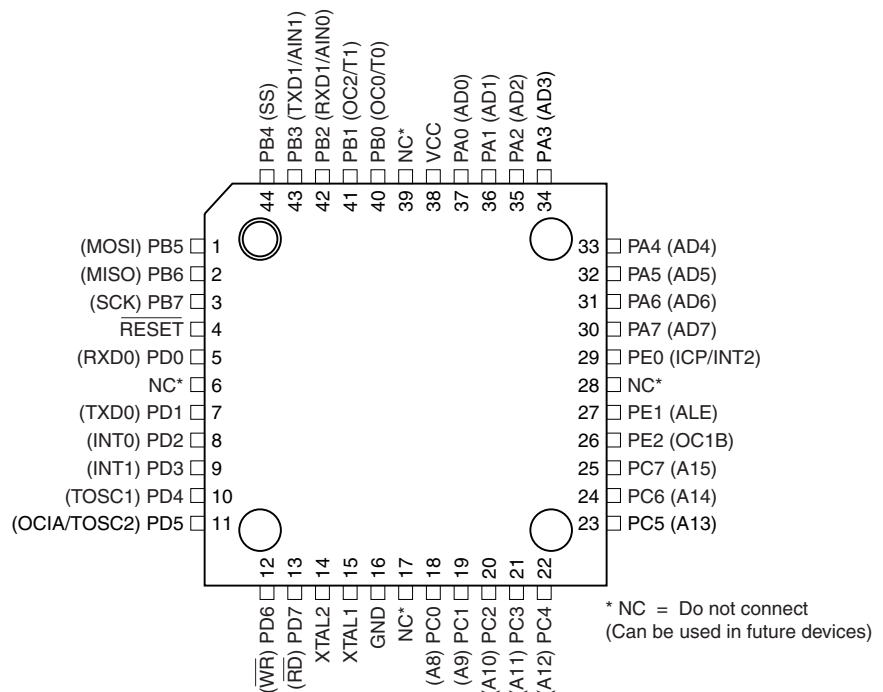 44 PB4 (SS)
43 PB3 (TXD1/AIN1)
42 PB2 (RXD1/AIN0)
41 PB1 (OC2/T1)
40 PB0 (OC0/T0)
39 NC*
38 VCC
37 PA0 (AD0)
36 PA1 (AD1)
35 PA2 (AD2)
34 PA3 (AD3)
(MOSI) PB5 1
(MISO) PB6 2
(SCK) PB7 3
RESET 4
(RXD0) PD0 5
NC* 6
(TXD0) PD1 7
(INT0) PD2 8
(INT1) PD3 9
(TOSC1) PD4 10
(OCIA/TOSC2) PD5 11
33 PA4 (AD4)
32 PA5 (AD5)
31 PA6 (AD6)
30 PA7 (AD7)
29 PE0 (ICP/INT2)
28 NC*
27 PE1 (ALE)
26 PE2 (OC1B)
25 PC7 (A15)
24 PC6 (A14)
23 PC5 (A13)
(WR) PD6 12
(RD) PD7 13
XTAL2 14
XTAL1 15
GND 16
NC* 17
(A8) PC0 18
(A9) PC1 19
(A10) PC2 20
(A11) PC3 21
(A12) PC4 22
* NC = Do not connect
(Can be used in future devices)